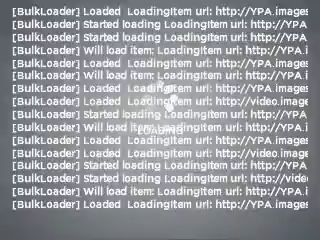 [BulkLoader] Loaded LoadingItem url: http://YPA.images
[BulkLoader] Started loading LoadingItem url: http://YPA
[BulkLoader] Loaded LoadingItem url: http://YPA.images
[BulkLoader] Will load item: LoadingItem url: http://YPA.i
[BulkLoader] Loaded LoadingItem url: http://YPA.images
[BulkLoader] Will load item: LoadingItem url: http://YPA.i
[BulkLoader] Loaded LoadingItem url: http://YPA.images
[BulkLoader] Loaded LoadingItem url: http://video.image
[BulkLoader] Started loading LoadingItem url: http://YPA
[BulkLoader] Will load item: LoadingItem url: http://YPA.i
LOADING
[BulkLoader] Loaded LoadingItem url: http://YPA.images
[BulkLoader] Loaded LoadingItem url: http://video.image
[BulkLoader] Started loading LoadingItem url: http://YPA
[BulkLoader] Started loading LoadingItem url: http://vide
[BulkLoader] Will load item: LoadingItem url: http://YPA.i
[BulkLoader] Loaded LoadingItem url: http://YPA.images